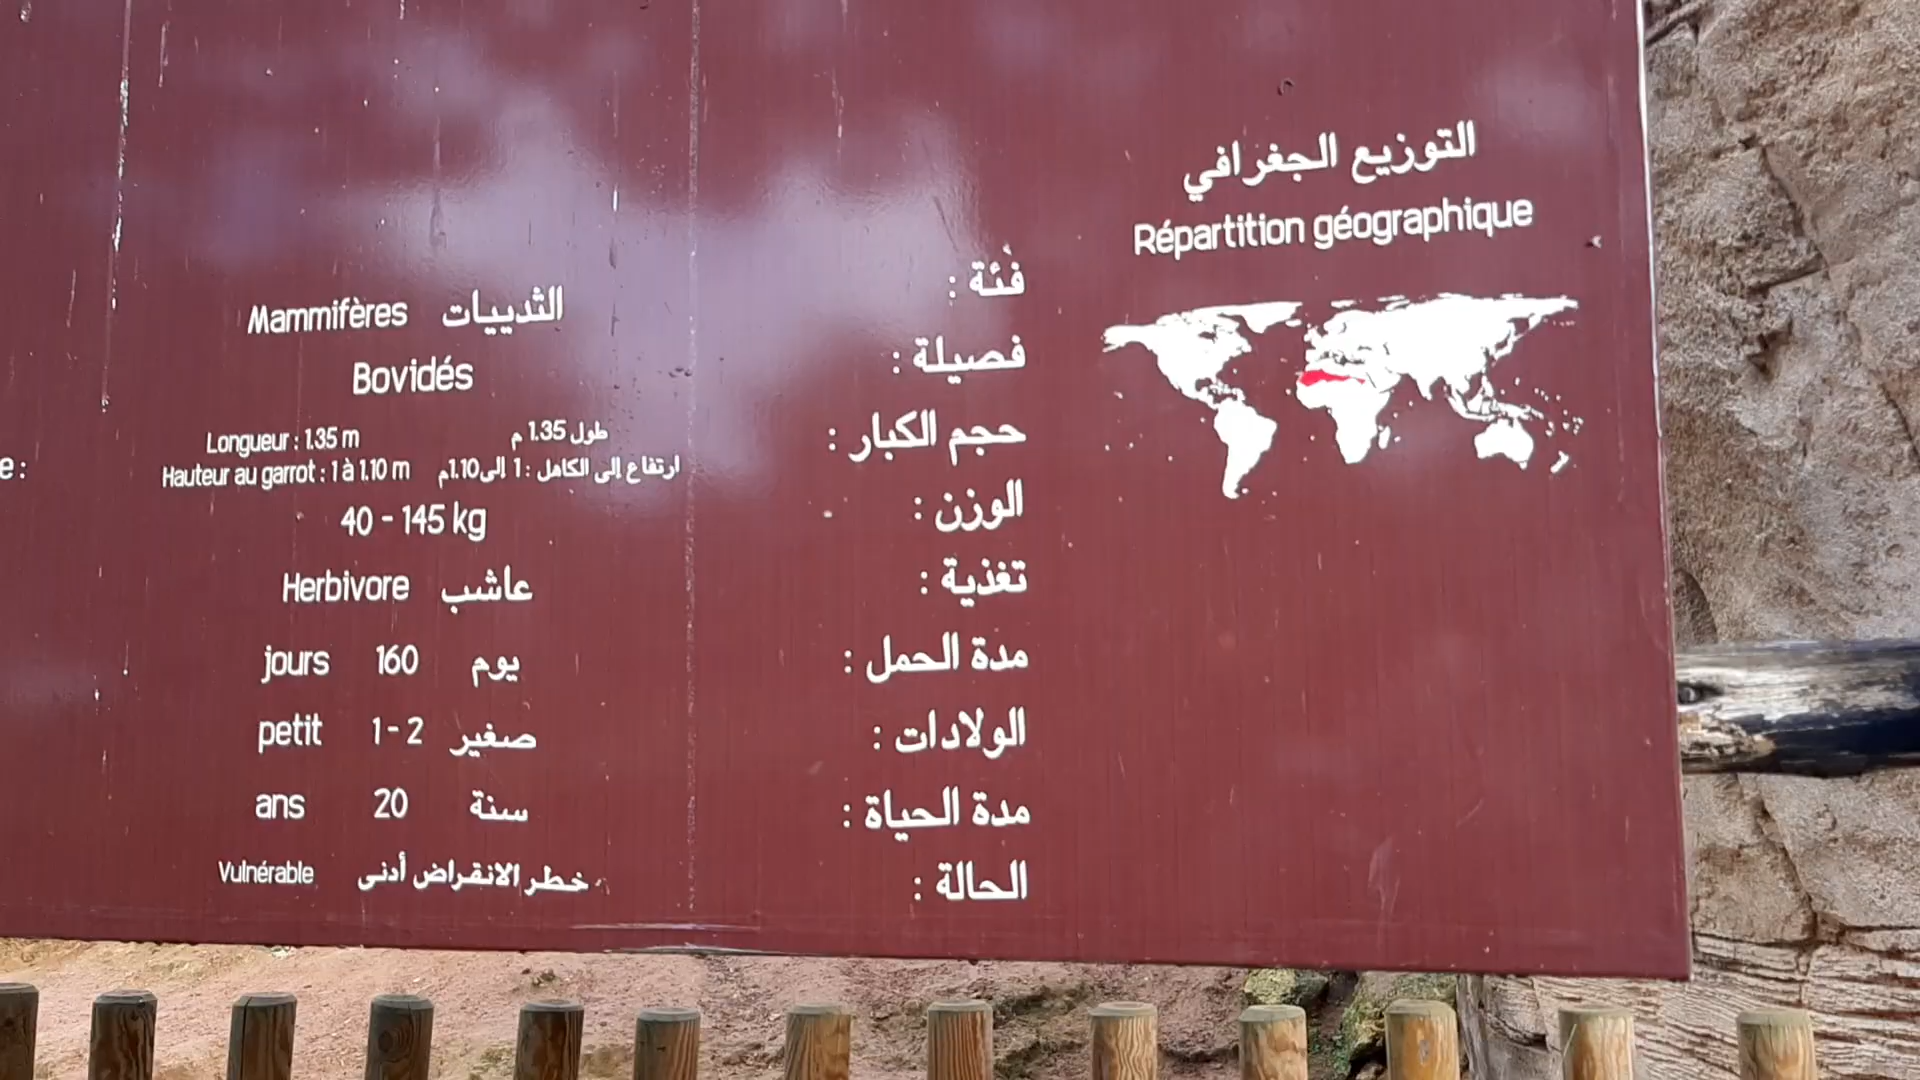 التوزيع الجغرافي
Répartition géographique
فئة :
Mammifères الثدييات
فصيلة :
Bovidés
حجم الكبار :
Longueur : 1.35 m طول 1.35 م
Hauteur au garrot : 1 à 1.10 m ارتفاع إلى الكاهل : 1 إلى 1.10م
الوزن :
40 - 145 kg
تغذية :
Herbivore عاشب
مدة الحمل :
jours 160 يوم
الولادات :
petit 1 - 2 صغير
مدة الحياة :
ans 20 سنة
الحالة :
Vulnérable خطر الانقراض أدنى